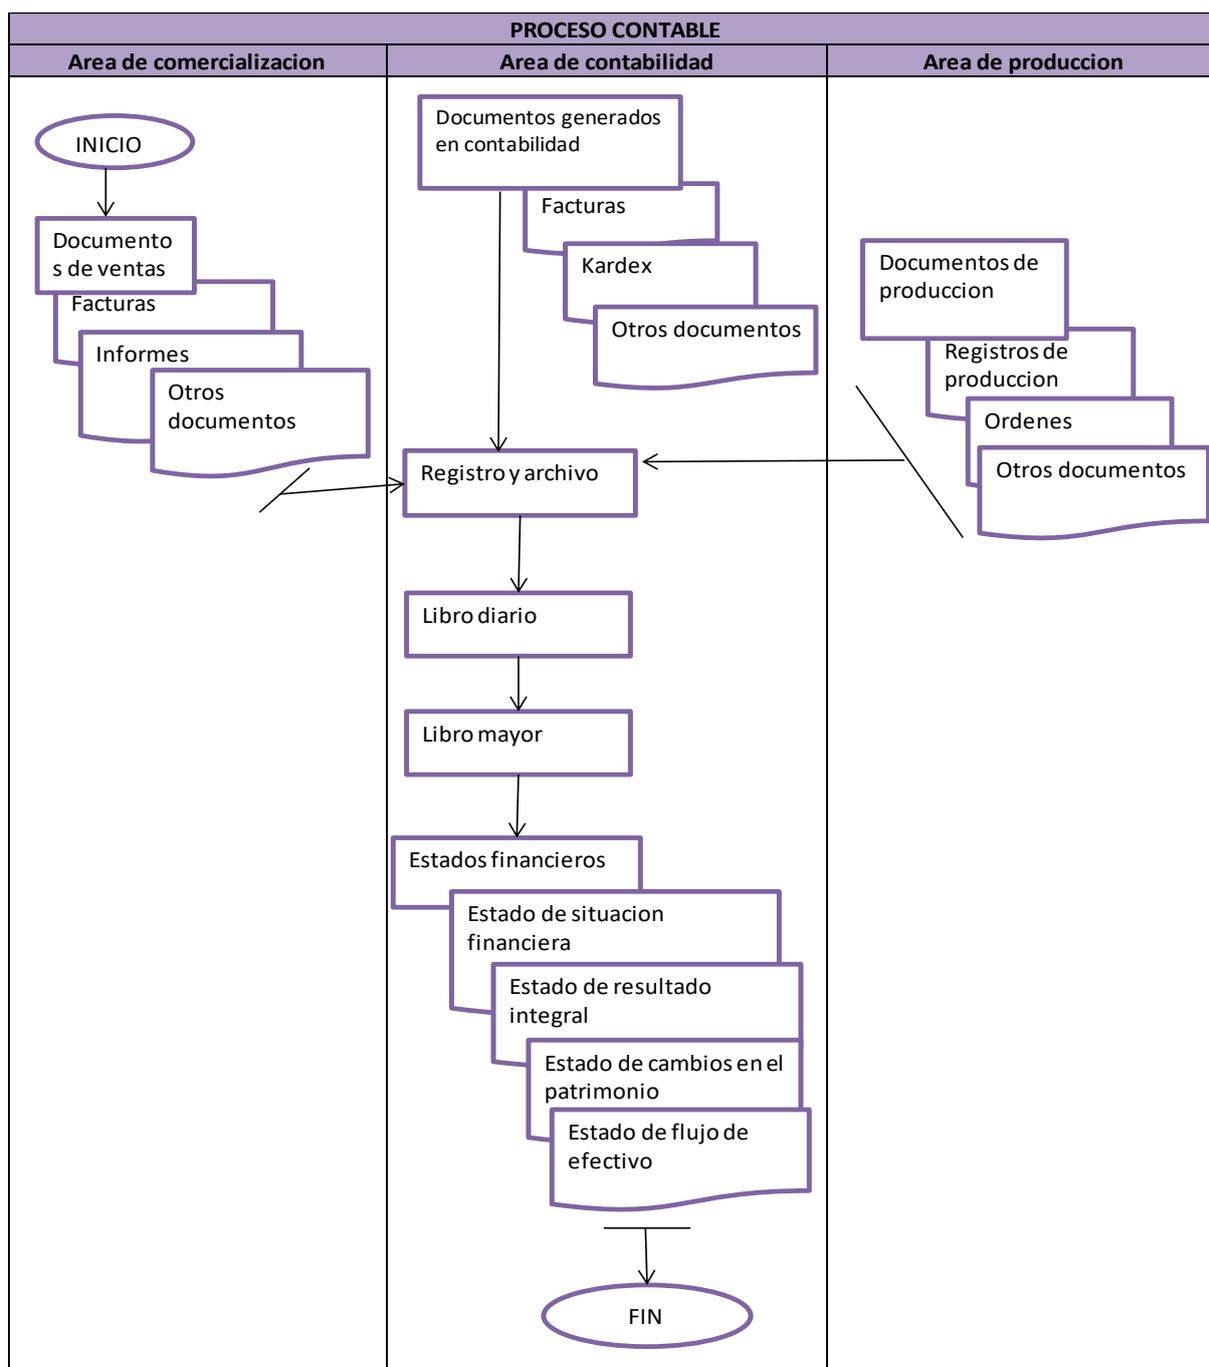 PROCESO CONTABLE
Area de comercializacion
Area de contabilidad
Area de produccion
INICIO
Documento
s de ventas
Facturas
Informes
Otros
documentos
Documentos generados
en contabilidad
Facturas
Kardex
Otros documentos
Documentos de
produccion
Registros de
produccion
Ordenes
Otros documentos
Registro y archivo
Libro diario
Libro mayor
Estados financieros
Estado de situacion
financiera
Estado de resultado
integral
Estado de cambios en el
patrimonio
Estado de flujo de
efectivo
FIN